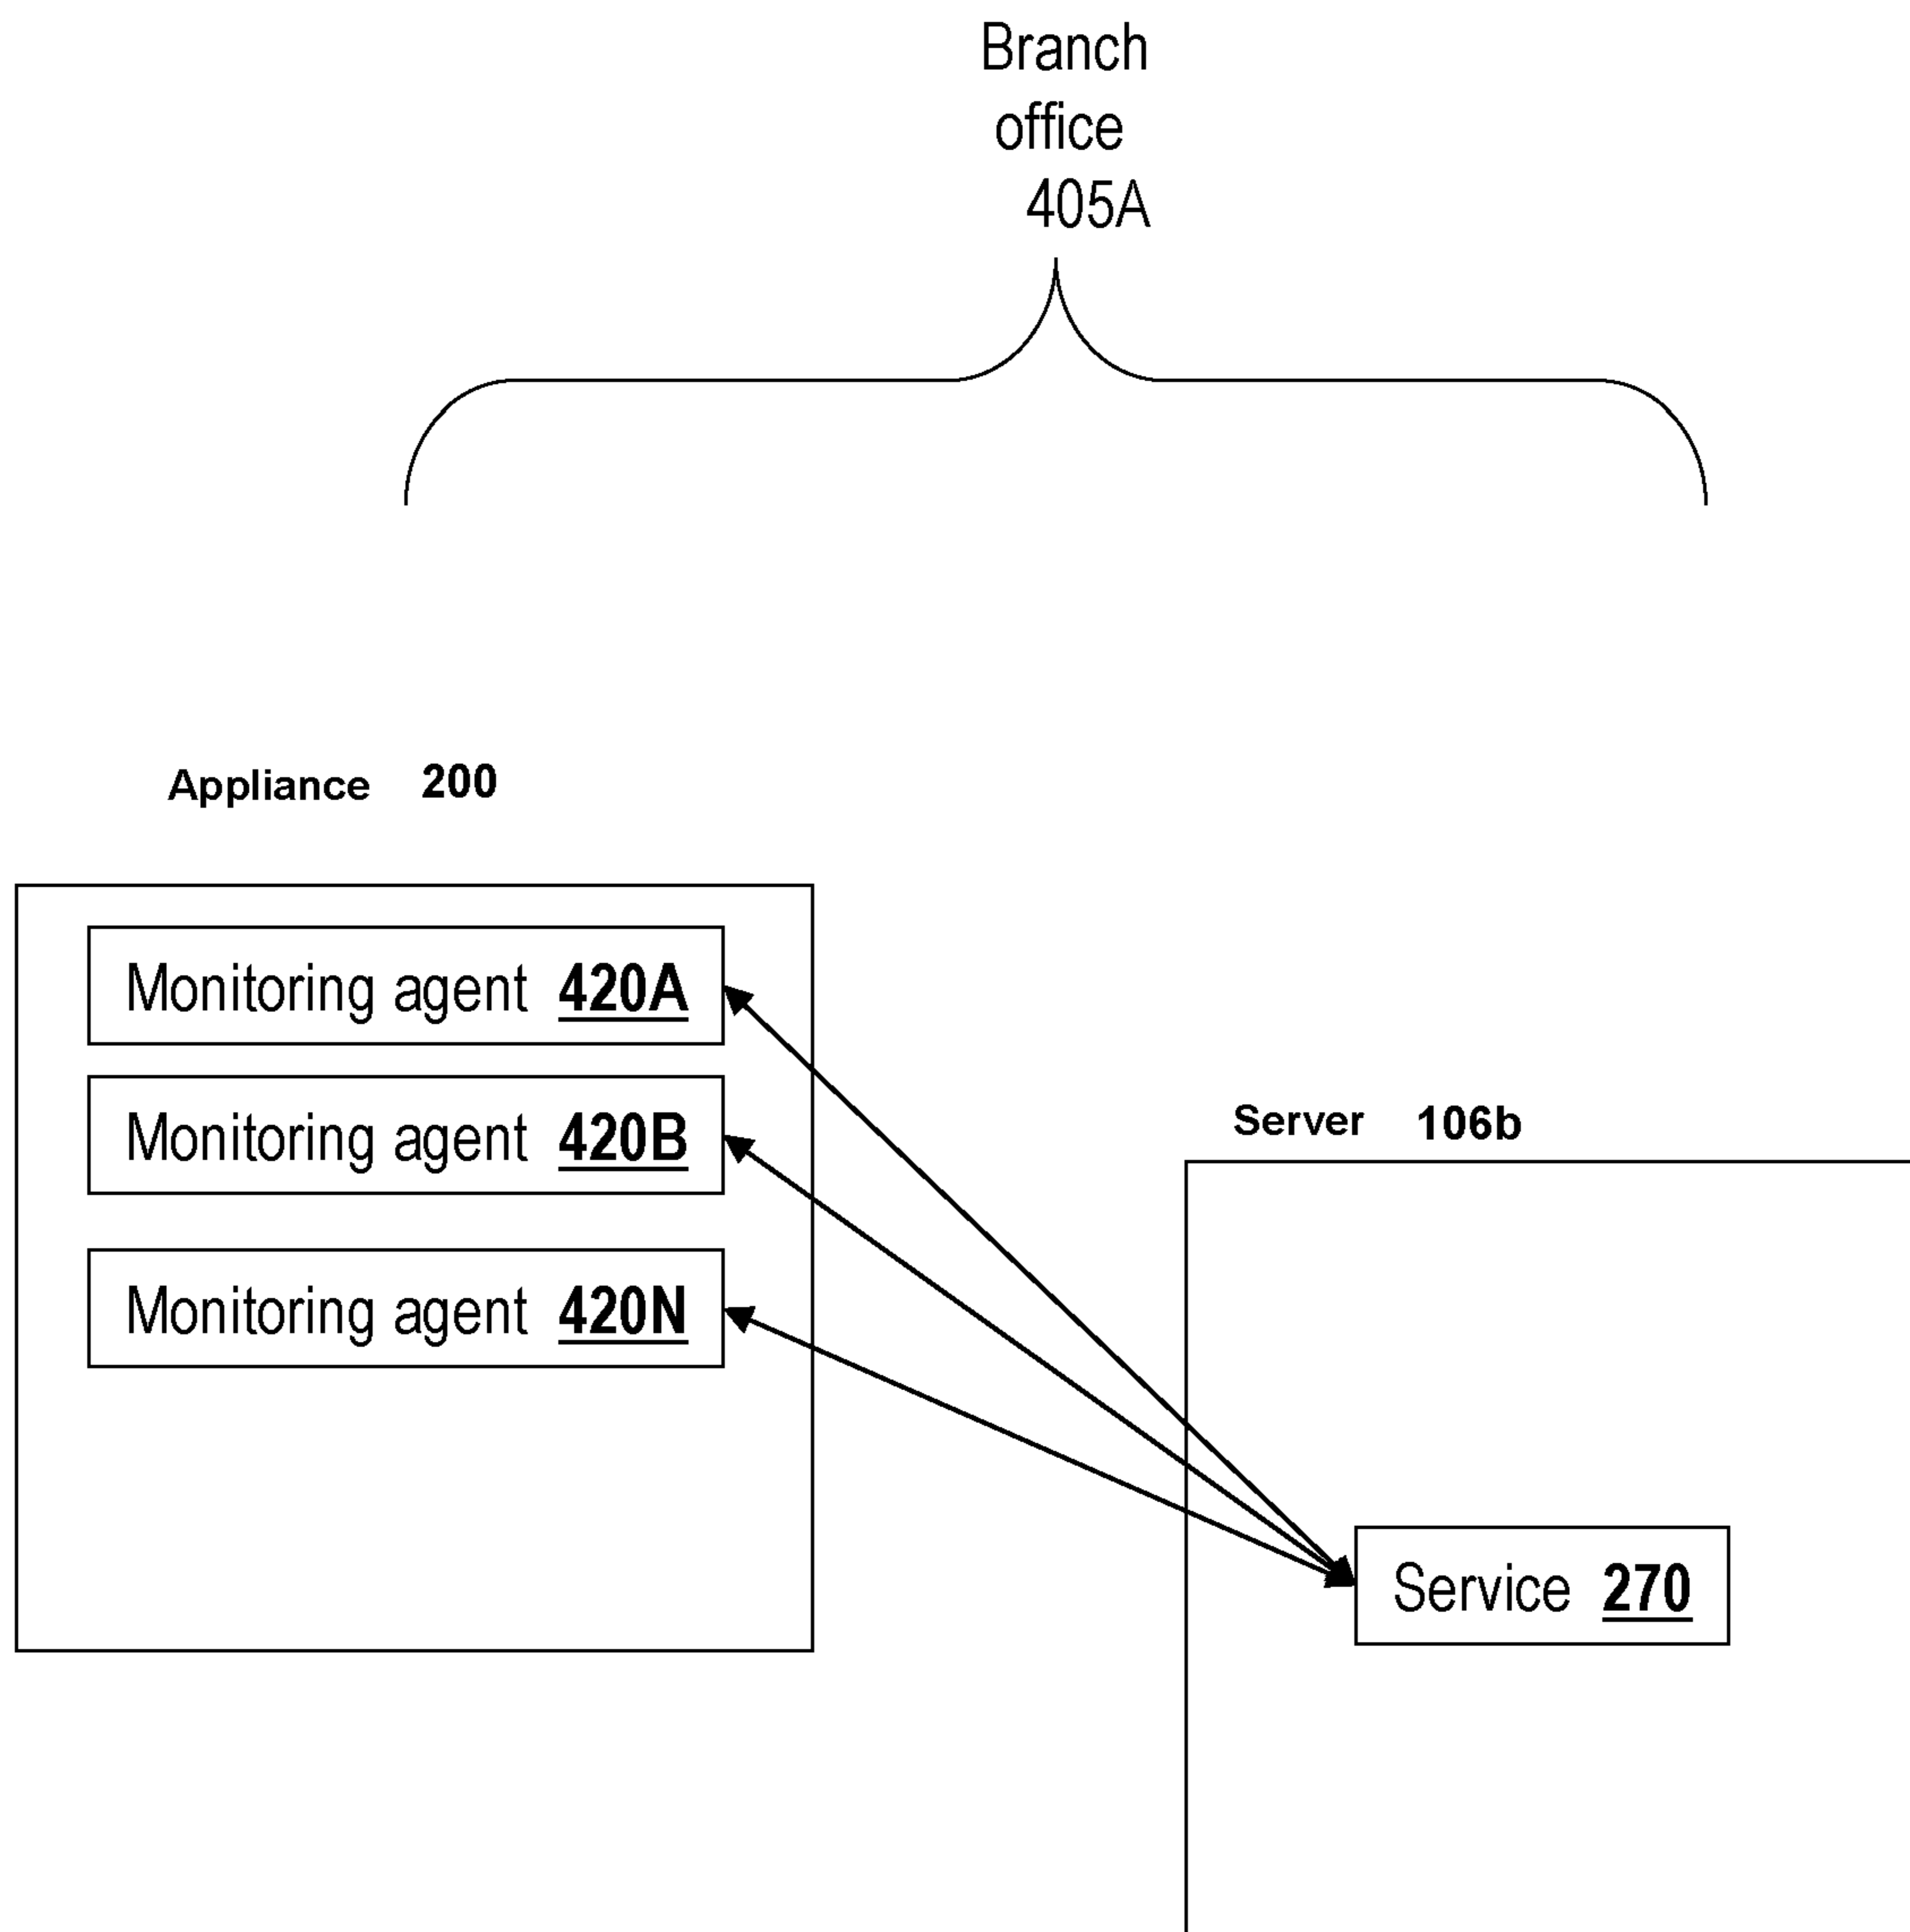 Branch
office
405A
Appliance 200
Monitoring agent 420A
Monitoring agent 420B
Server 106b
Monitoring agent 420N
Service 270